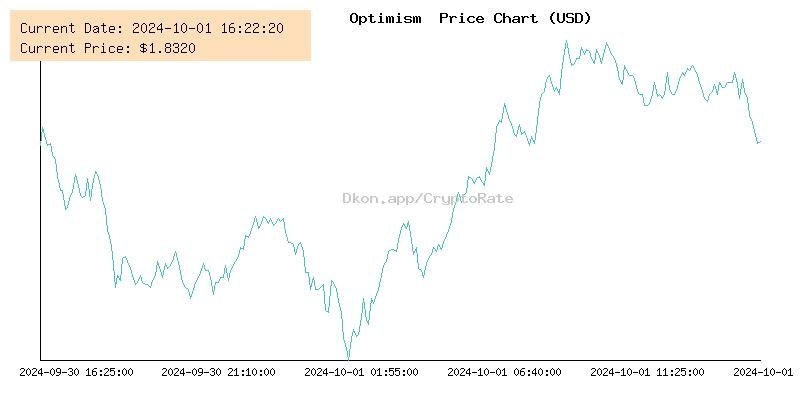 Optimism  Price Chart (USD)
Current Date: 2024-10-01 16:22:20
Current Price: $1.8320
Dkon.app/CryptoRate
2024-09-30 16:25:00 2024-09-30 21:10:00 2024-10-01 01:55:00 2024-10-01 06:40:00 2024-10-01 11:25:00 2024-10-01